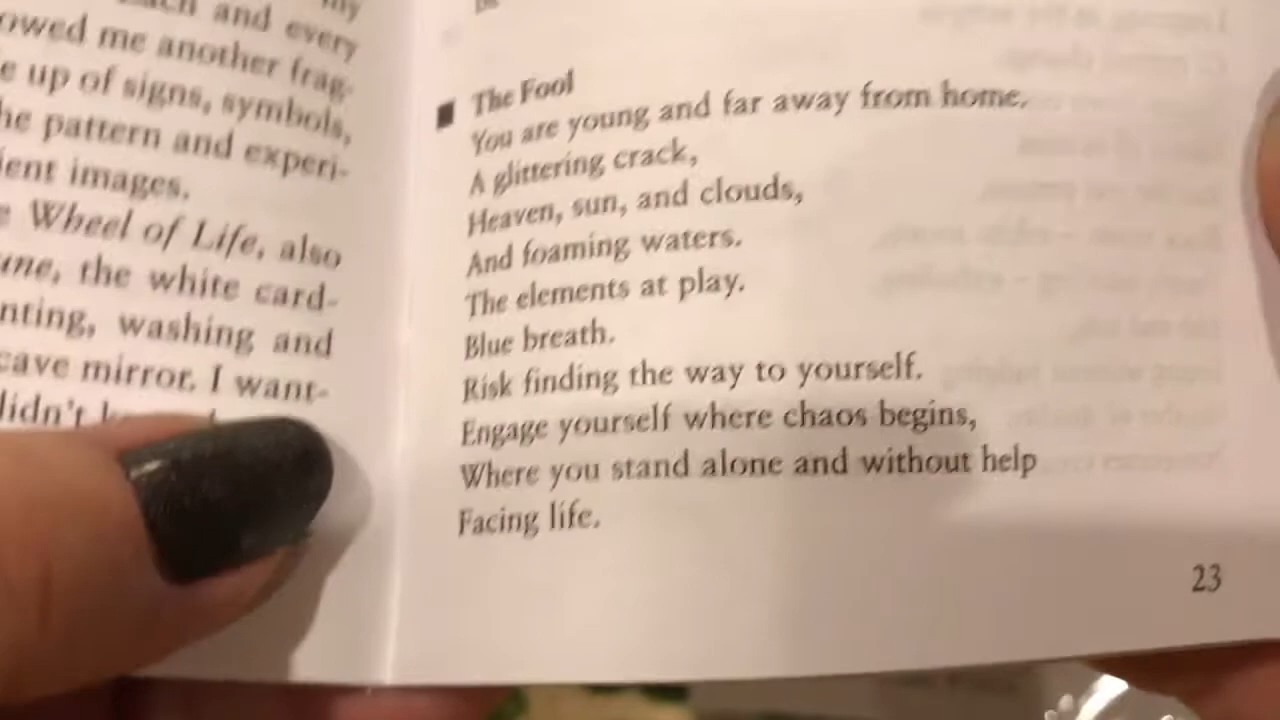 and every
owed me another frag-
e up of signs, symbols,
he pattern and experi-
ient images.
Wheel of Life, also
the white card-
nting, washing and
cave mirror. I want-
didn't
The Fool
You are young and far away from home.
A glittering crack,
Heaven, sun, and clouds,
And foaming waters.
The elements at play.
Blue breath.
Risk finding the way to yourself.
Engage yourself where chaos begins,
Where you stand alone and without help
Facing life.
23